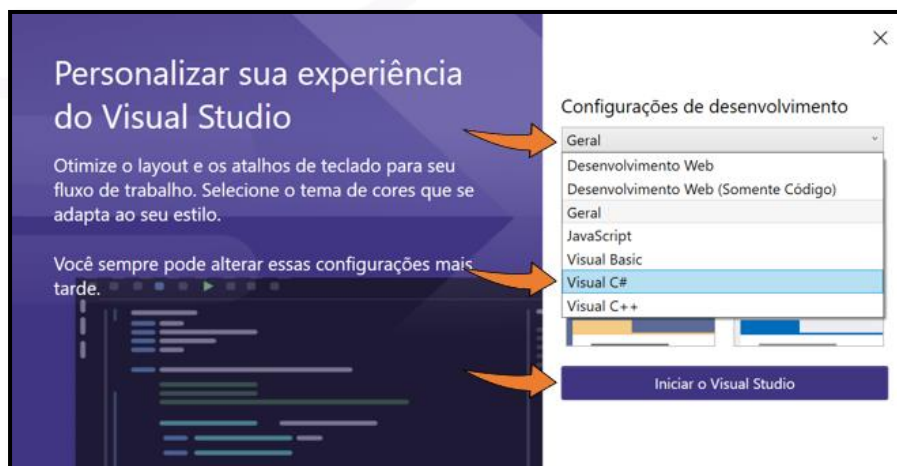 Personalizar sua experiência
do Visual Studio
Otimize o layout e os atalhos de teclado para seu
fluxo de trabalho. Selecione o tema de cores que se
adapta ao seu estilo.
Você sempre pode alterar essas configurações mais
tarde.
Configurações de desenvolvimento
Geral
Desenvolvimento Web
Desenvolvimento Web (Somente Código)
Geral
JavaScript
Visual Basic
Visual C#
Visual C++
Iniciar o Visual Studio